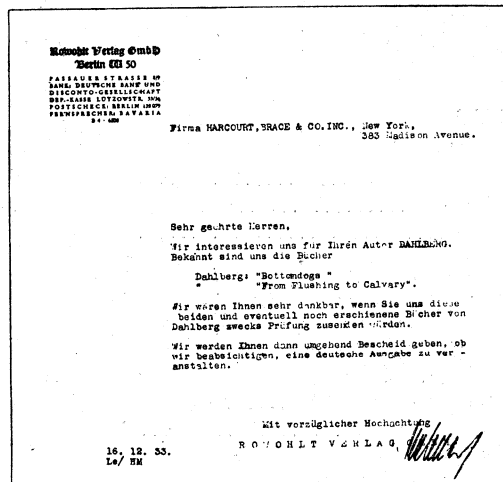 Rowohlt Verlag GmbH
Berlin W 50
PASSAUER STRASSE 8/9
BANK: DEUTSCHE BANK UND
DISCONTO-GESELLSCHAFT
DEP.-KASSE LÜTZOWSTR. 33/34
POSTSCHECK: BERLIN
FERNSPRECHER: BAVARIA
B 4 -
Firma HARCOURT, BRACE & CO. INC., New York,
383 Madison Avenue.
Sehr geehrte Herren,
Wir interessieren uns für Ihren Autor DAHLBERG.
Bekannt sind uns die Bücher
Dahlberg: "Bottondogs "
" "From Flushing to Calvary".
Wir wären Ihnen sehr dankbar, wenn Sie uns diese
beiden und eventuell noch erschienene Bücher von
Dahlberg zwecks Prüfung zusenden würden.
Wir werden Ihnen dann umgehend Bescheid geben, ob
wir beabsichtigen, eine deutsche Ausgabe zu ver -
anstalten.
Mit vorzüglicher Hochachtung
ROWOHLT VERLAG
16. 12. 33.
Le/ HM